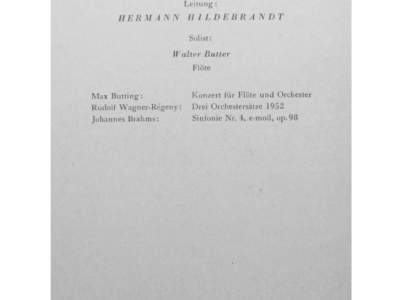 Leitung:
HERMANN HILDEBRANDT
Solist:
Walter Butter
Flöte
Max Butting: Konzert für Flöte und Orchester
Rudolf Wagner-Régeny: Drei Orchestersätze 1952
Johannes Brahms: Sinfonie Nr. 4, e-moll, op. 98